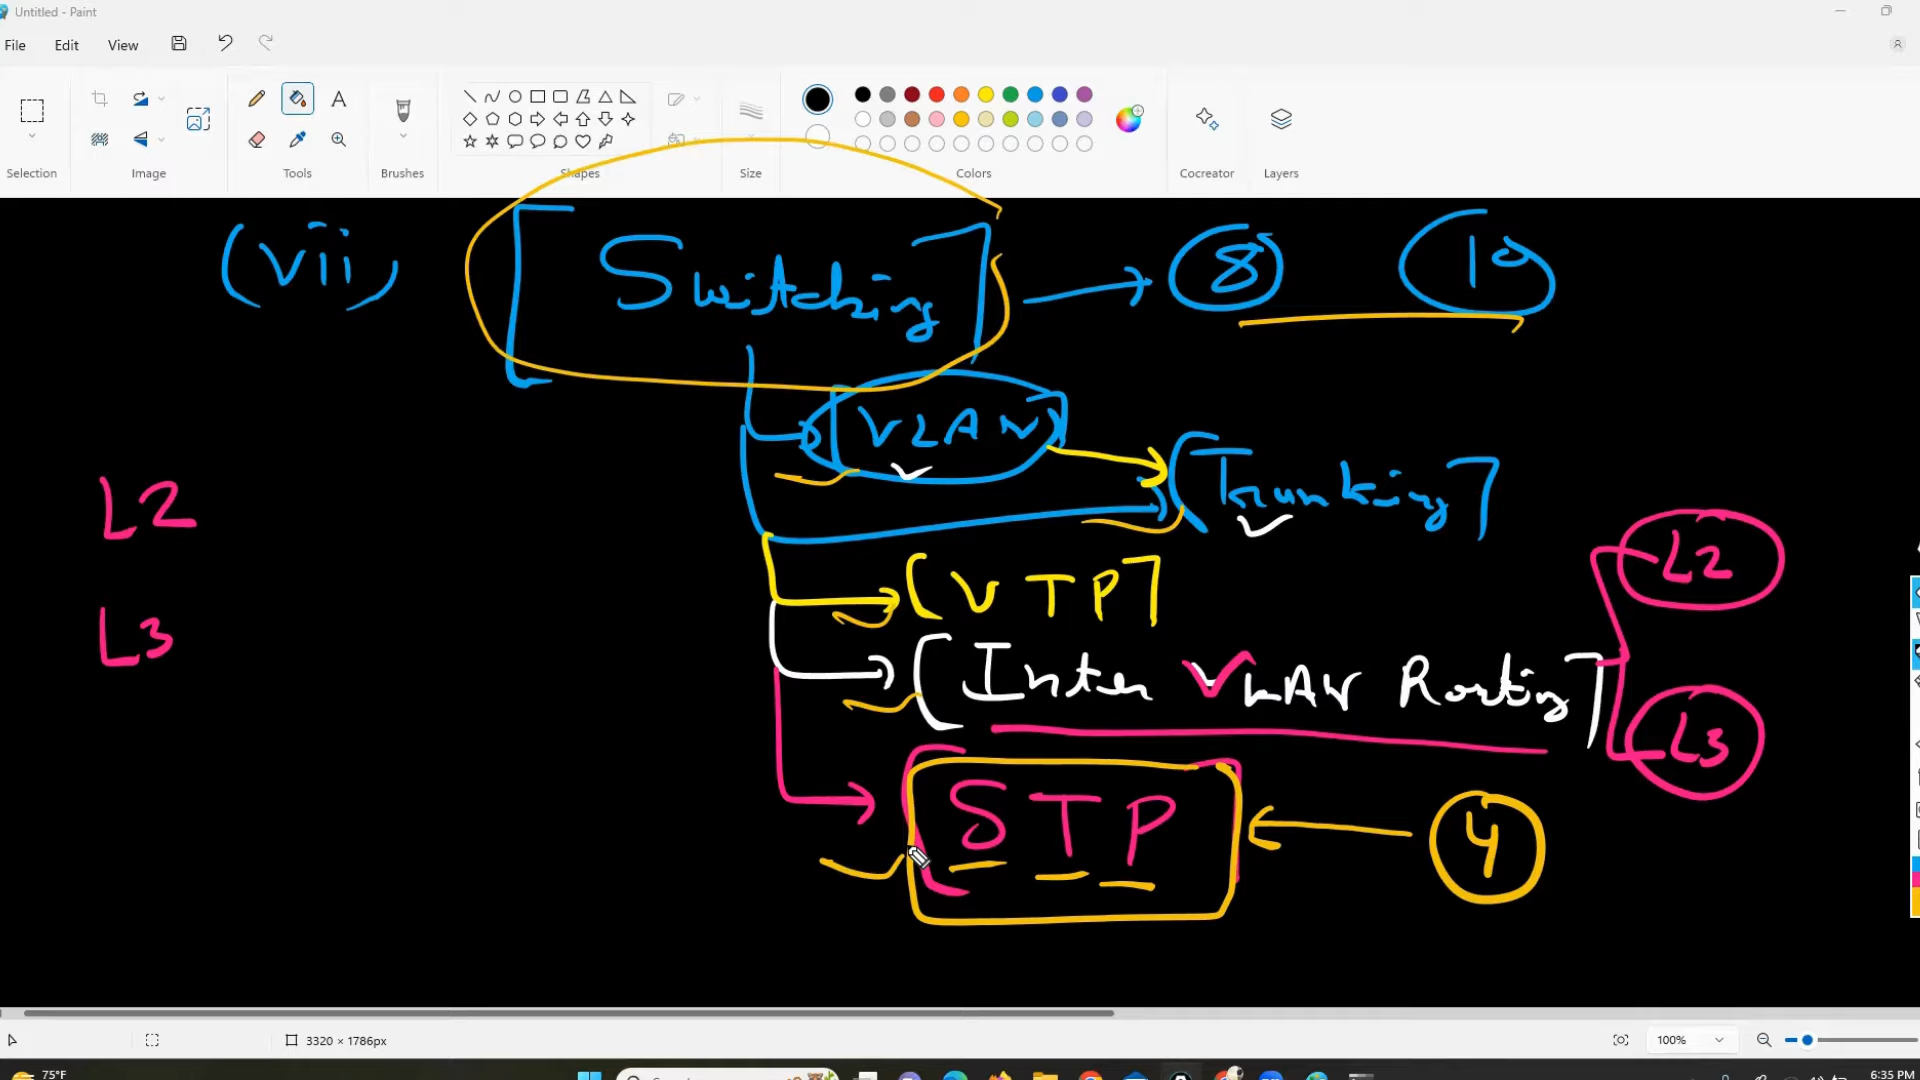 Untitled - Paint
File Edit View
Selection Image Tools Brushes Shapes Size Colors Cocreator Layers
(vii) [Switching] → 8 10
[VLAN]
[Trunking]
L2
L2
[VTP]
L3
[Inter VLAN Routing]
L3
[STP] ← 4
3320 × 1786px 100%
75°F
6:35 PM